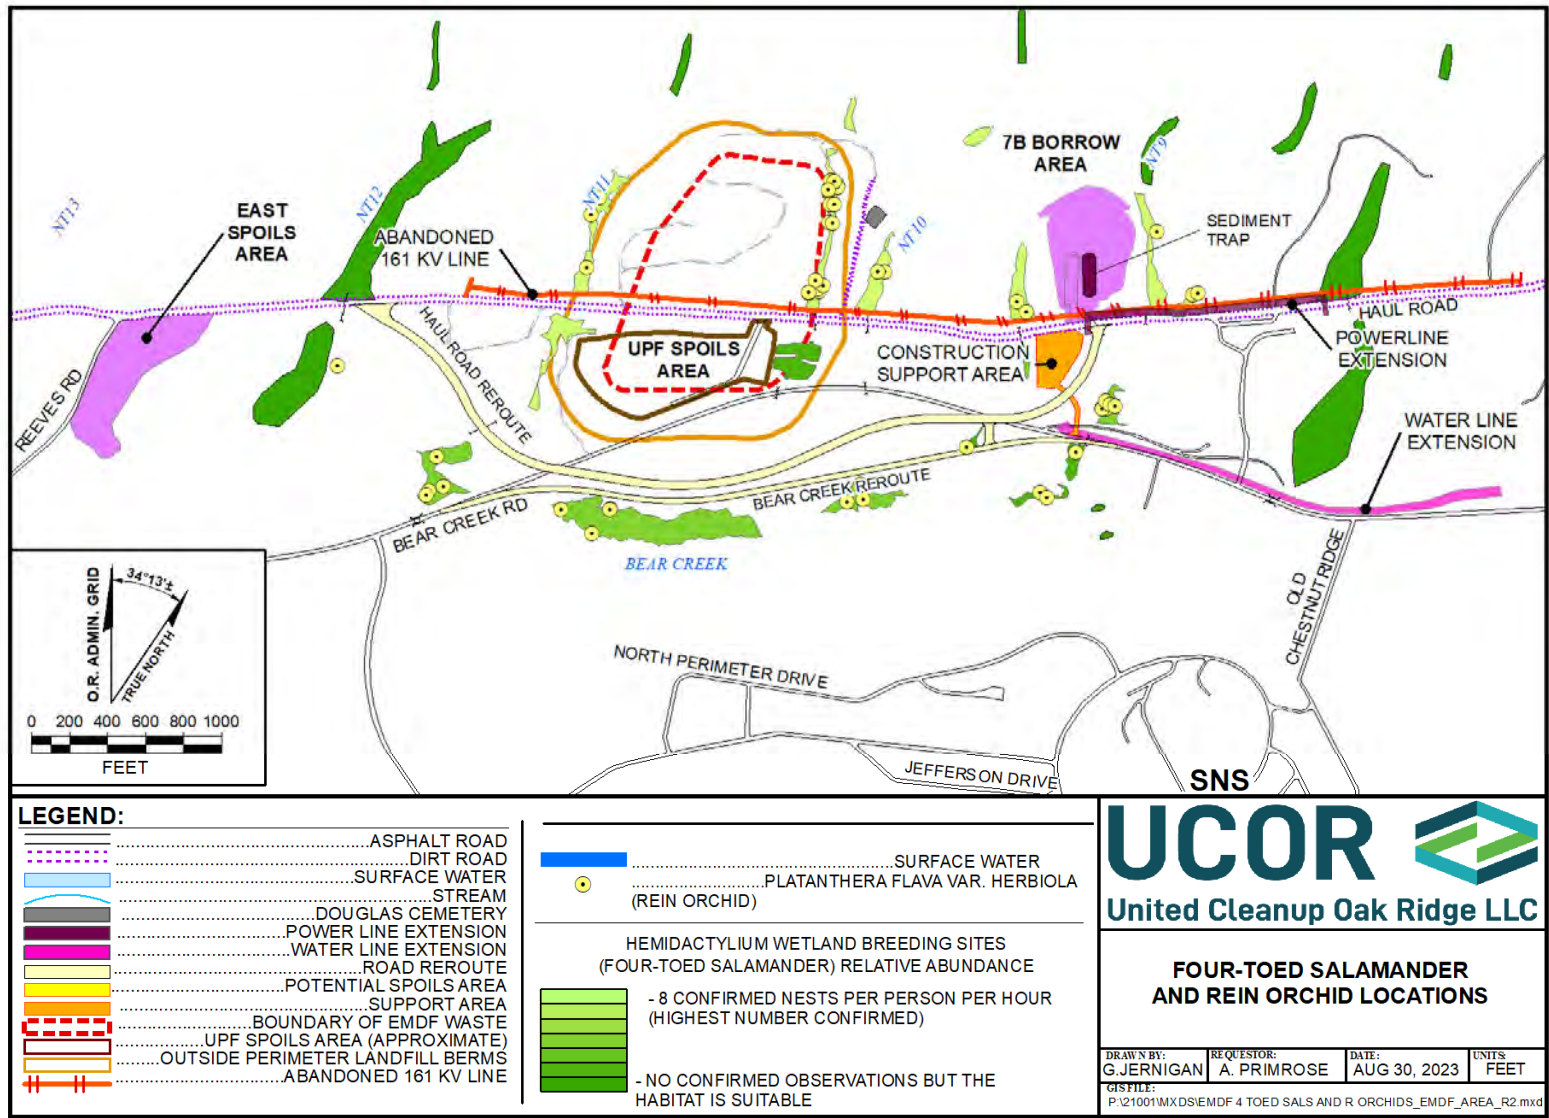 7B BORROW
AREA
NT9
NT13
NT12
NT11
NT10
EAST
SPOILS
AREA
ABANDONED
161 KV LINE
SEDIMENT
TRAP
HAUL ROAD
POWERLINE
EXTENSION
HAUL ROAD REROUTE
UPF SPOILS
AREA
CONSTRUCTION
SUPPORT AREA
REEVES RD
WATER LINE
EXTENSION
BEAR CREEK REROUTE
BEAR CREEK RD
BEAR CREEK
OLD
CHESTNUT RIDGE
NORTH PERIMETER DRIVE
JEFFERSON DRIVE
SNS
34°13'±
O.R. ADMIN. GRID
TRUE NORTH
0 200 400 600 800 1000
FEET
LEGEND:
ASPHALT ROAD
DIRT ROAD
SURFACE WATER
STREAM
DOUGLAS CEMETERY
POWER LINE EXTENSION
WATER LINE EXTENSION
ROAD REROUTE
POTENTIAL SPOILS AREA
SUPPORT AREA
BOUNDARY OF EMDF WASTE
UPF SPOILS AREA (APPROXIMATE)
OUTSIDE PERIMETER LANDFILL BERMS
ABANDONED 161 KV LINE
SURFACE WATER
PLATANTHERA FLAVA VAR. HERBIOLA
(REIN ORCHID)
HEMIDACTYLIUM WETLAND BREEDING SITES
(FOUR-TOED SALAMANDER) RELATIVE ABUNDANCE
- 8 CONFIRMED NESTS PER PERSON PER HOUR
(HIGHEST NUMBER CONFIRMED)
- NO CONFIRMED OBSERVATIONS BUT THE
HABITAT IS SUITABLE
UCOR
United Cleanup Oak Ridge LLC
FOUR-TOED SALAMANDER
AND REIN ORCHID LOCATIONS
DRAWN BY: REQUESTOR: DATE: UNITS:
G.JERNIGAN A. PRIMROSE AUG 30, 2023 FEET
GIS FILE:
P:\21001\MXDS\EMDF 4 TOED SALS AND R ORCHIDS_EMDF_AREA_R2.mxd